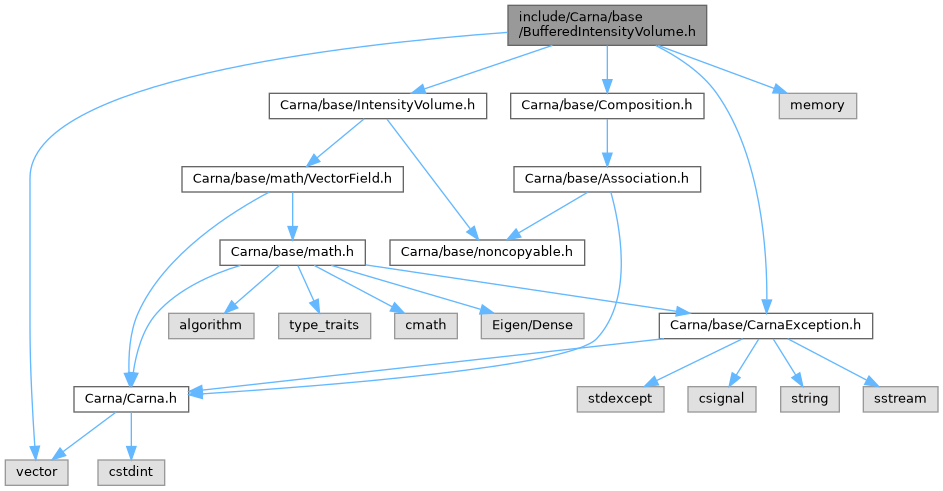 include/Carna/base
/BufferedIntensityVolume.h
Carna/base/IntensityVolume.h
Carna/base/Composition.h
memory
Carna/base/math/VectorField.h
Carna/base/Association.h
Carna/base/math.h
Carna/base/noncopyable.h
algorithm
type_traits
cmath
Eigen/Dense
Carna/base/CarnaException.h
Carna/Carna.h
stdexcept
csignal
string
sstream
vector
cstdint